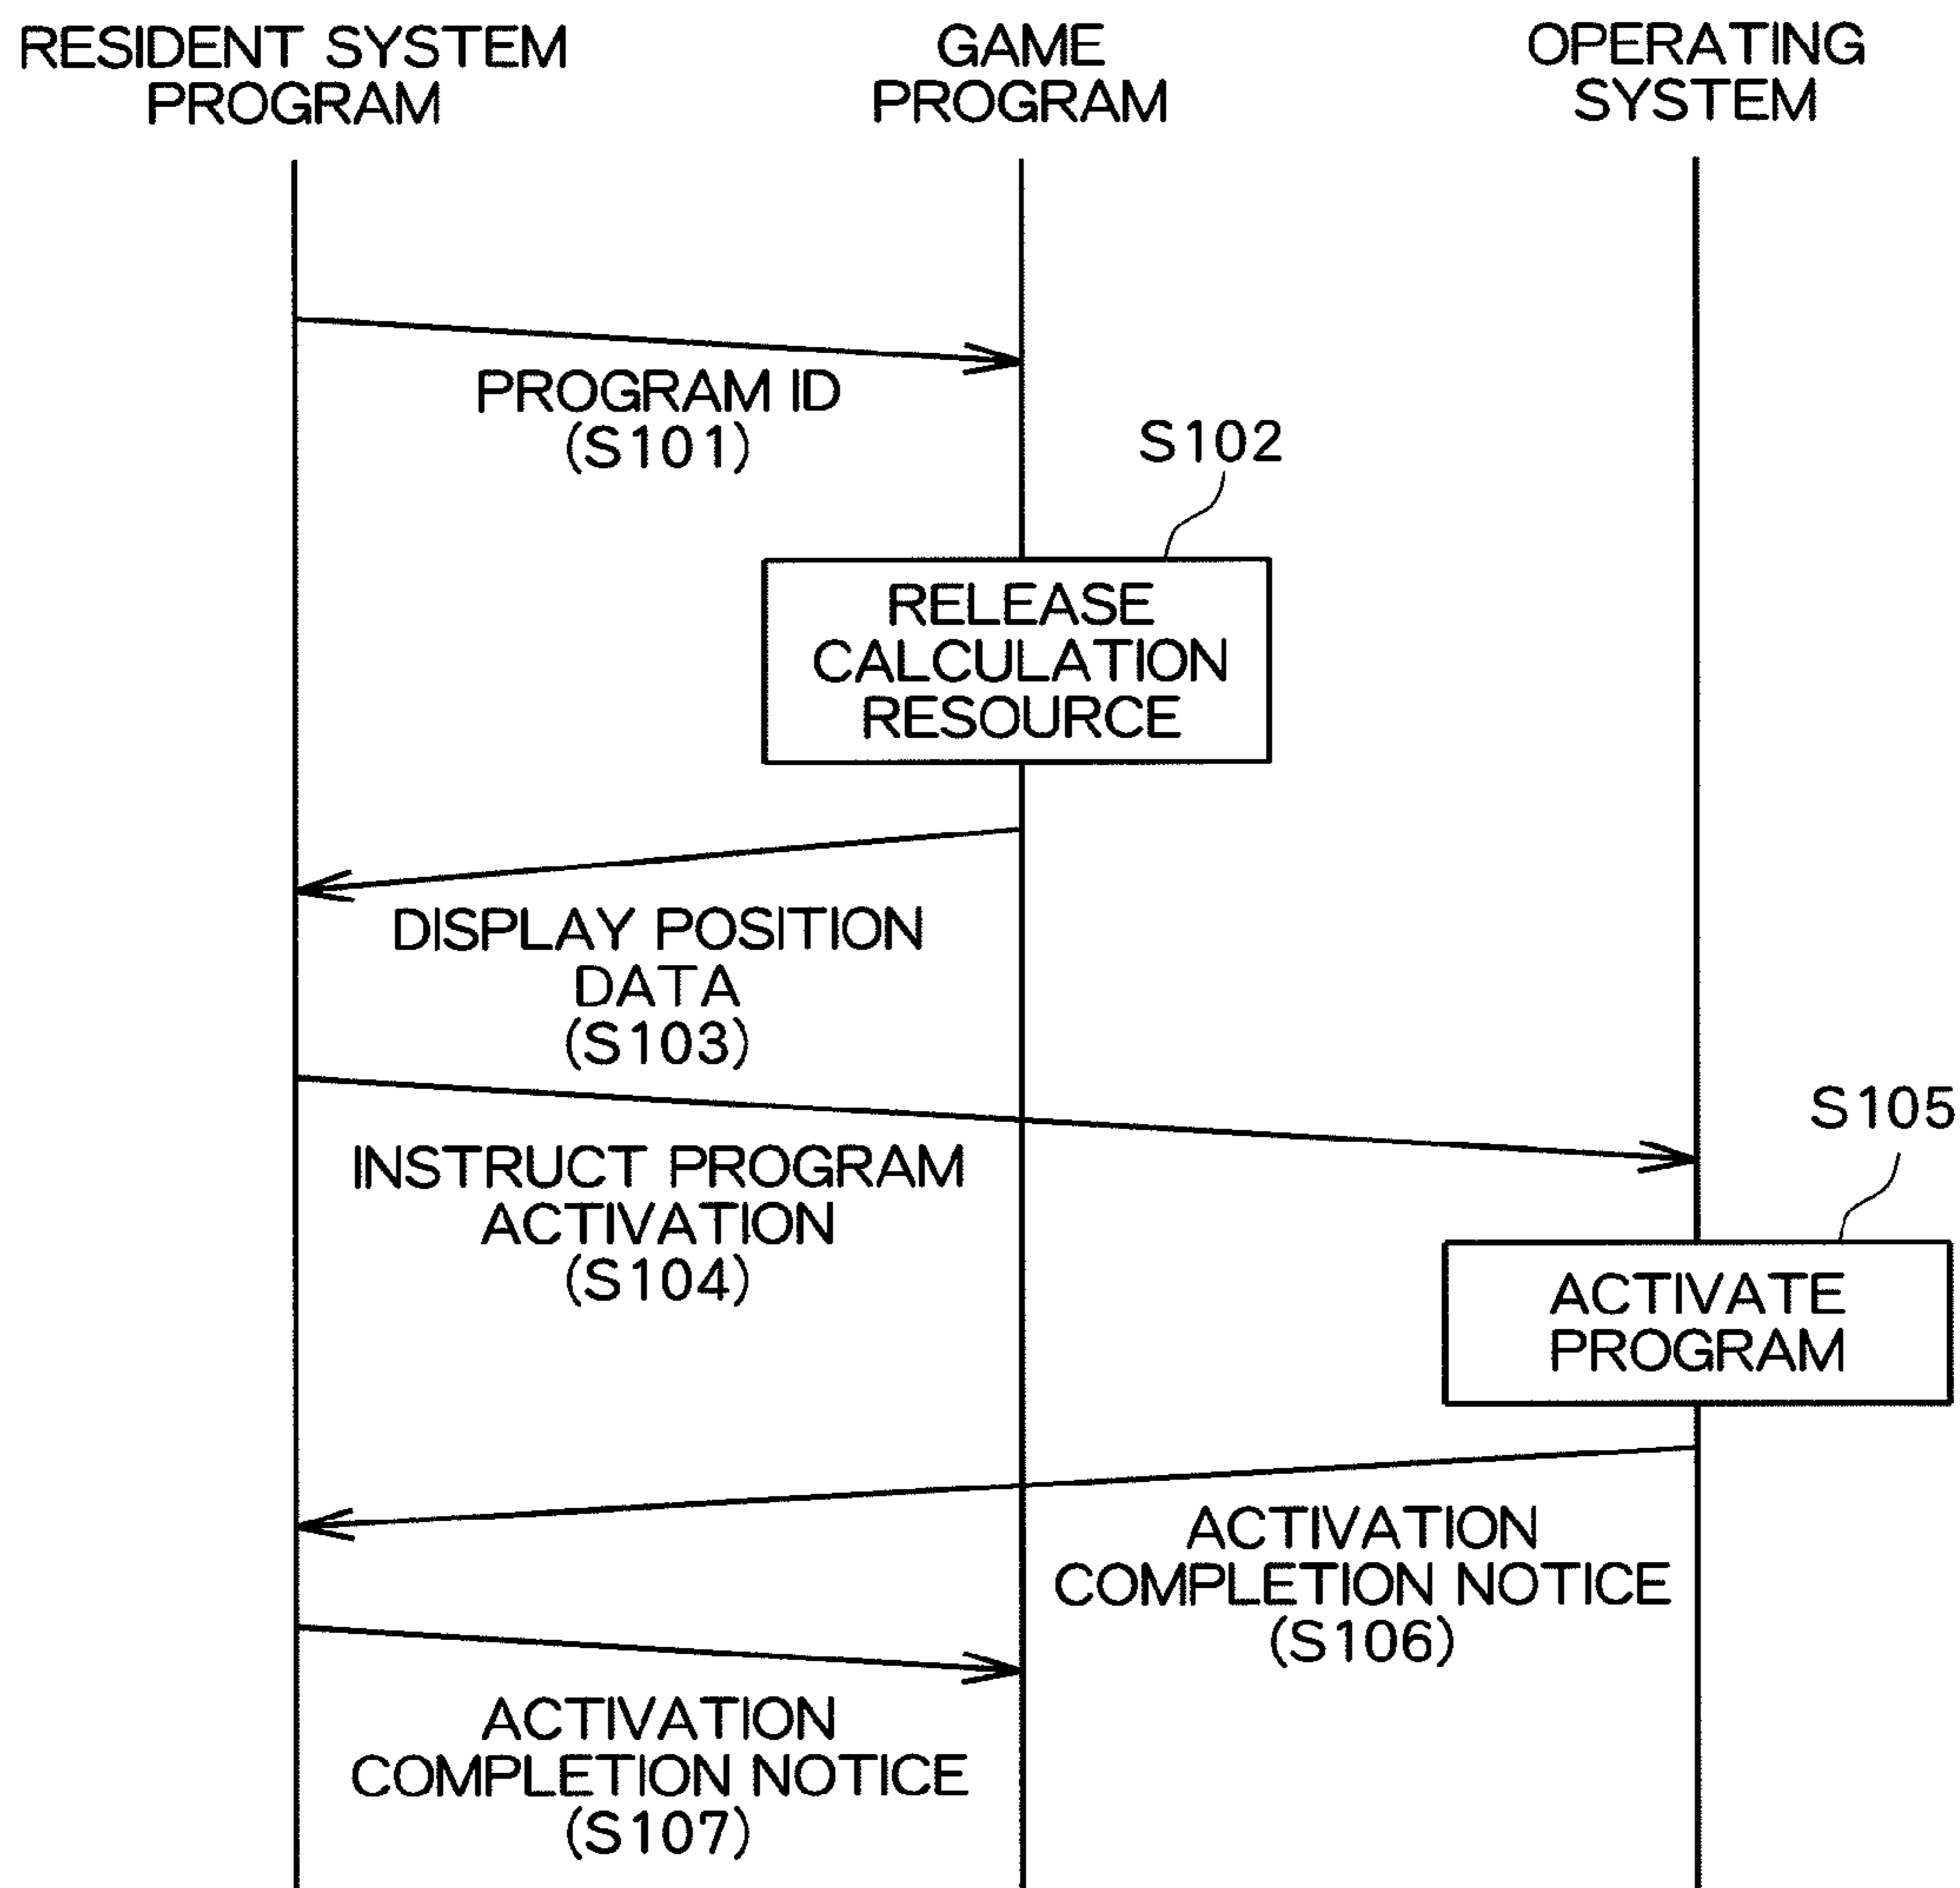 RESIDENT SYSTEM
PROGRAM
GAME
PROGRAM
OPERATING
SYSTEM
PROGRAM ID
(S101)
S102
RELEASE
CALCULATION
RESOURCE
DISPLAY POSITION
DATA
(S103)
INSTRUCT PROGRAM
ACTIVATION
(S104)
S105
ACTIVATE
PROGRAM
ACTIVATION
COMPLETION NOTICE
(S106)
ACTIVATION
COMPLETION NOTICE
(S107)